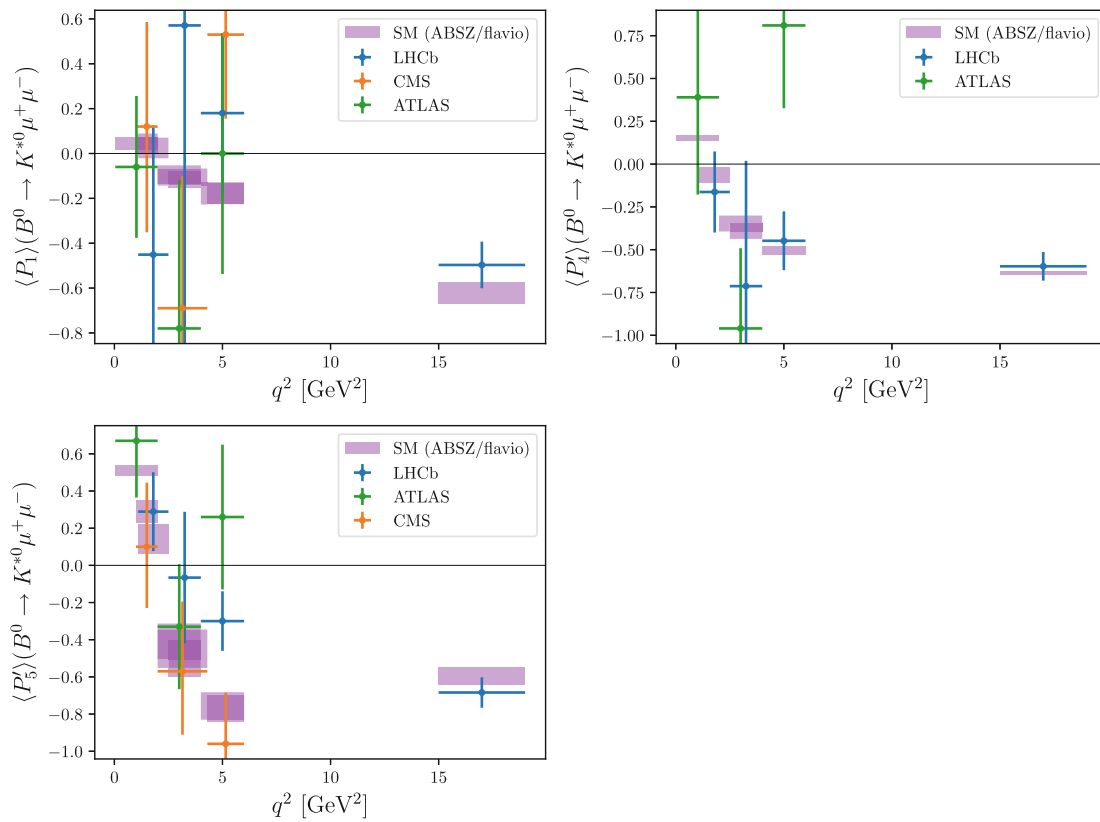 ⟨P₁⟩(B⁰ → K*⁰μ⁺μ⁻)
0.6
0.4
0.2
0.0
−0.2
−0.4
−0.6
−0.8
SM (ABSZ/flavio)
LHCb
CMS
ATLAS
0 5 10 15
q² [GeV²]
⟨P′₄⟩(B⁰ → K*⁰μ⁺μ⁻)
0.75
0.50
0.25
0.00
−0.25
−0.50
−0.75
−1.00
SM (ABSZ/flavio)
LHCb
ATLAS
0 5 10 15
q² [GeV²]
⟨P′₅⟩(B⁰ → K*⁰μ⁺μ⁻)
0.6
0.4
0.2
0.0
−0.2
−0.4
−0.6
−0.8
−1.0
SM (ABSZ/flavio)
LHCb
ATLAS
CMS
0 5 10 15
q² [GeV²]